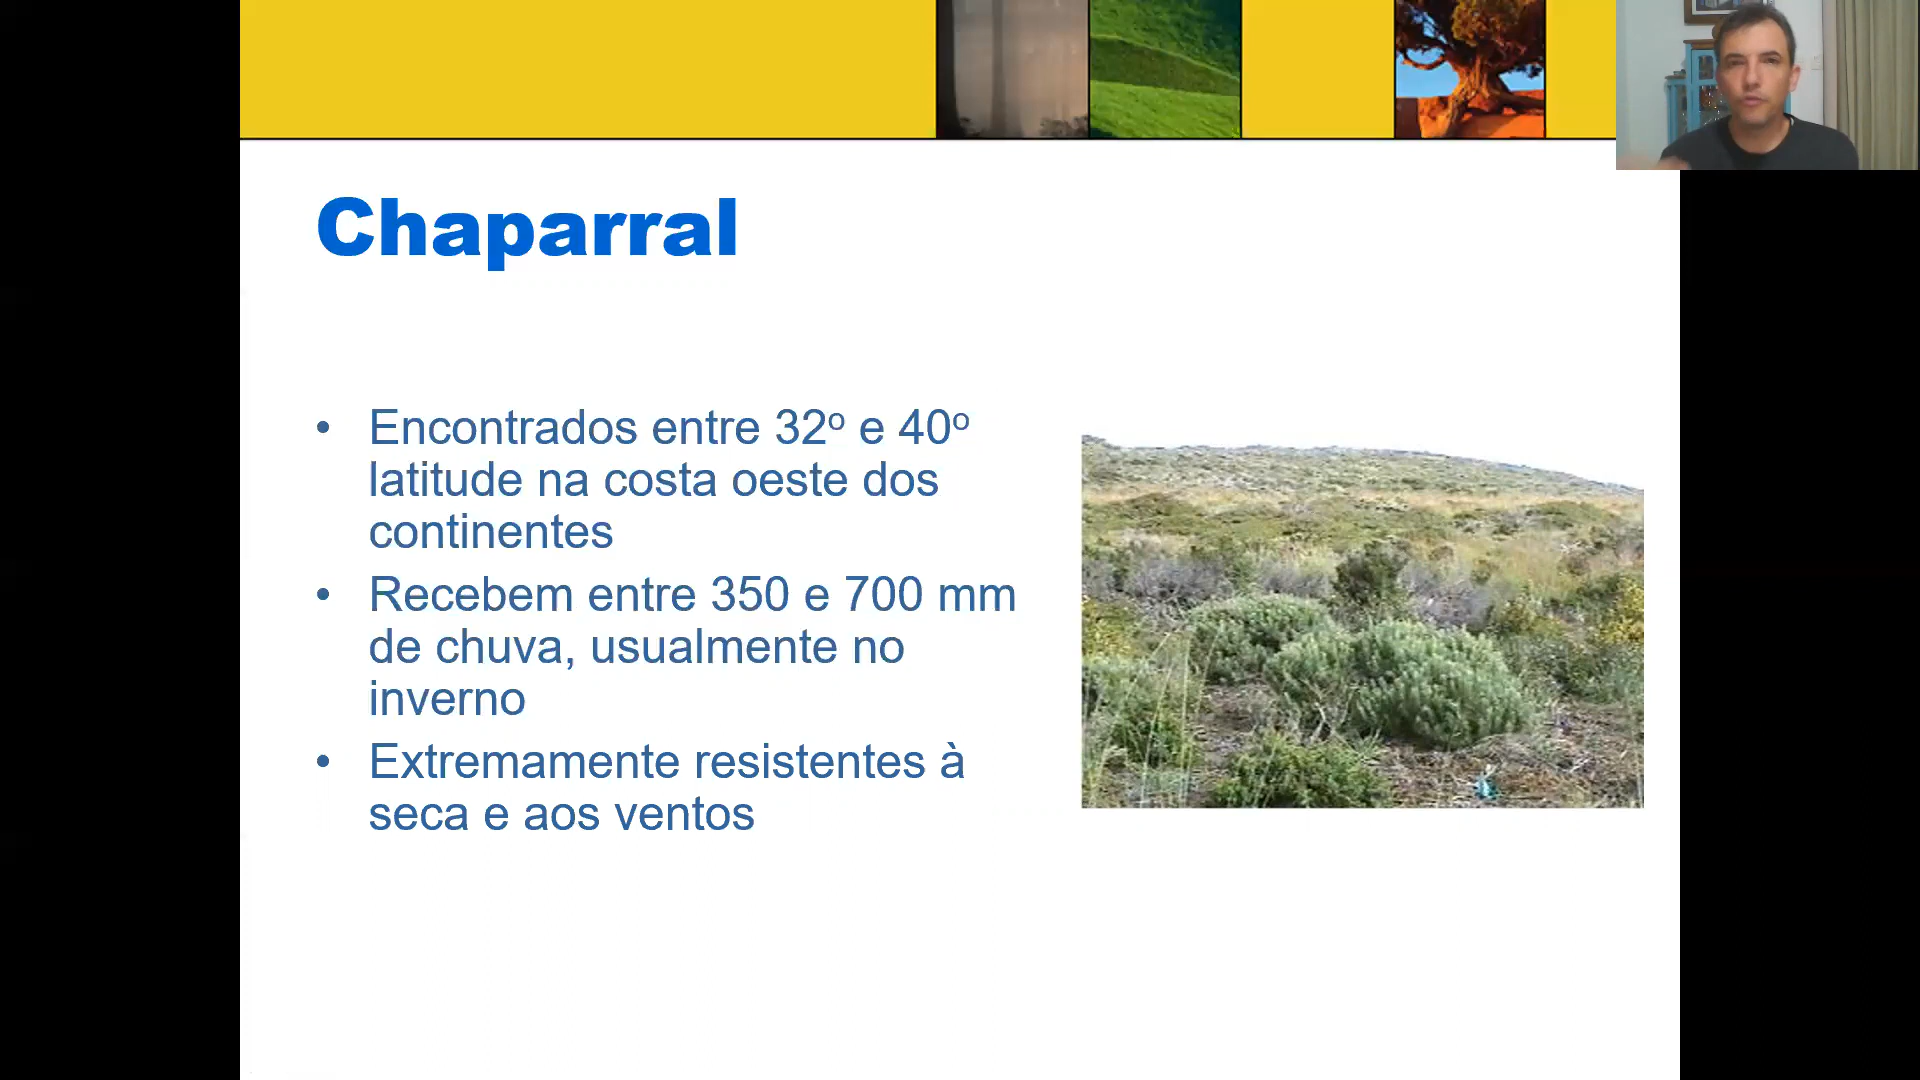 Chaparral
• Encontrados entre 32º e 40º
latitude na costa oeste dos
continentes
• Recebem entre 350 e 700 mm
de chuva, usualmente no
inverno
• Extremamente resistentes à
seca e aos ventos